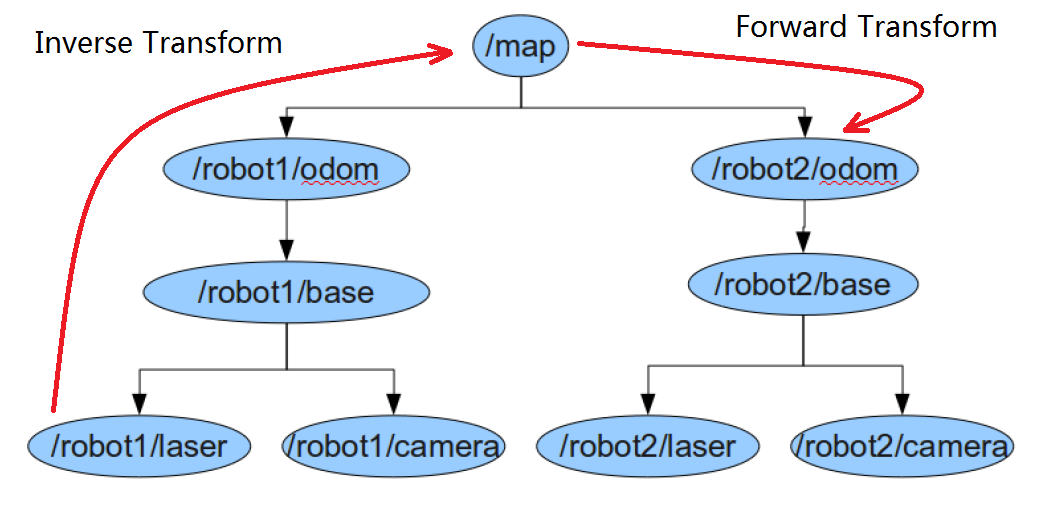 Inverse Transform
/map
Forward Transform
/robot1/odom
/robot2/odom
/robot1/base
/robot2/base
/robot1/laser
/robot1/camera
/robot2/laser
/robot2/camera